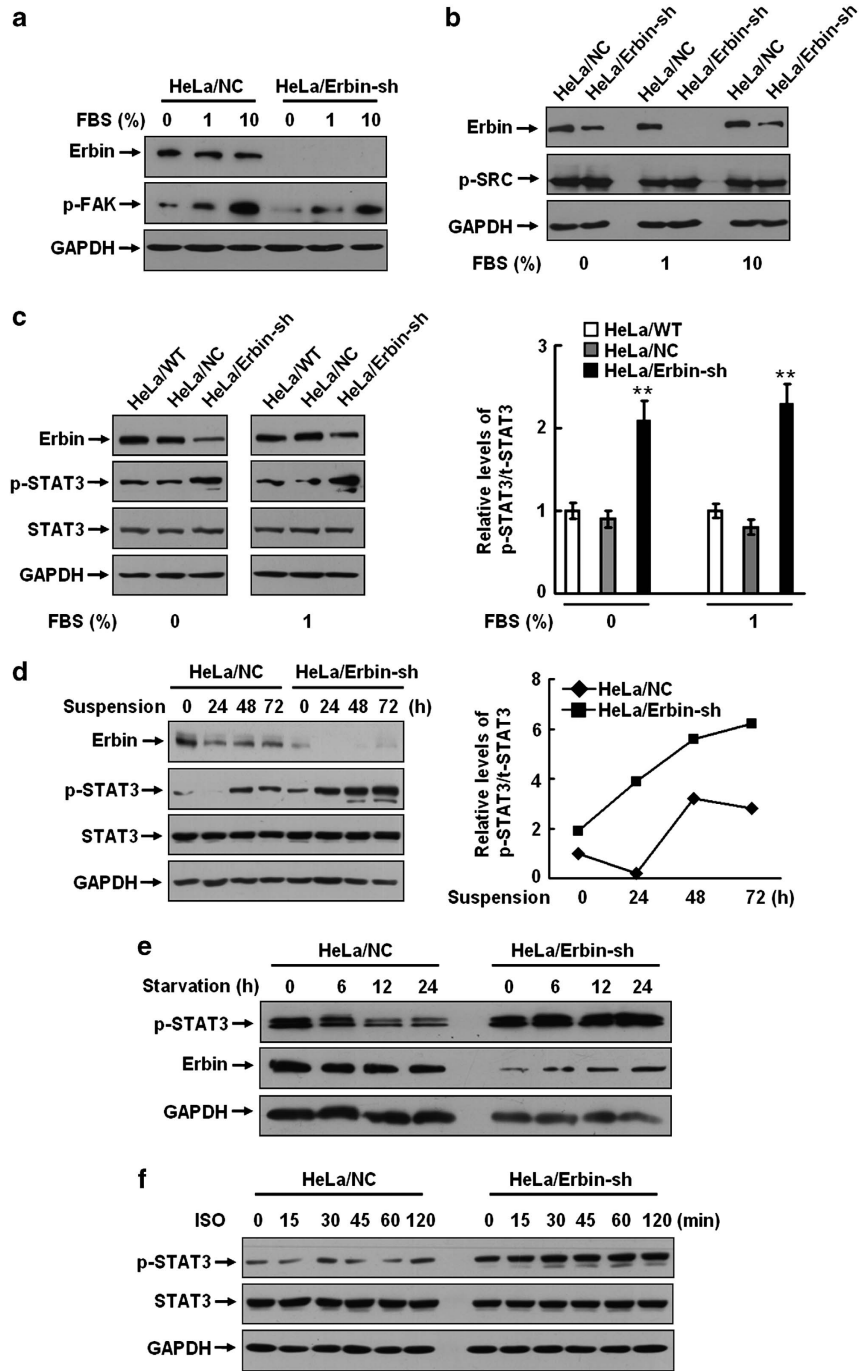 a
HeLa/NC HeLa/Erbin-sh
FBS (%) 0 1 10 0 1 10
Erbin
p-FAK
GAPDH
b
HeLa/NC HeLa/Erbin-sh HeLa/NC HeLa/Erbin-sh HeLa/NC HeLa/Erbin-sh
Erbin
p-SRC
GAPDH
FBS (%) 0 1 10
c
HeLa/WT HeLa/NC HeLa/Erbin-sh HeLa/WT HeLa/NC HeLa/Erbin-sh
Erbin
p-STAT3
STAT3
GAPDH
FBS (%) 0 1
HeLa/WT
HeLa/NC
HeLa/Erbin-sh
Relative levels of
p-STAT3/t-STAT3
3
2
1
0
** **
FBS (%) 0 1
d
HeLa/NC HeLa/Erbin-sh
Suspension 0 24 48 72 0 24 48 72 (h)
Erbin
p-STAT3
STAT3
GAPDH
HeLa/NC
HeLa/Erbin-sh
Relative levels of
p-STAT3/t-STAT3
8
6
4
2
0
Suspension 0 24 48 72 (h)
e
HeLa/NC HeLa/Erbin-sh
Starvation (h) 0 6 12 24 0 6 12 24
p-STAT3
Erbin
GAPDH
f
HeLa/NC HeLa/Erbin-sh
ISO 0 15 30 45 60 120 0 15 30 45 60 120 (min)
p-STAT3
STAT3
GAPDH